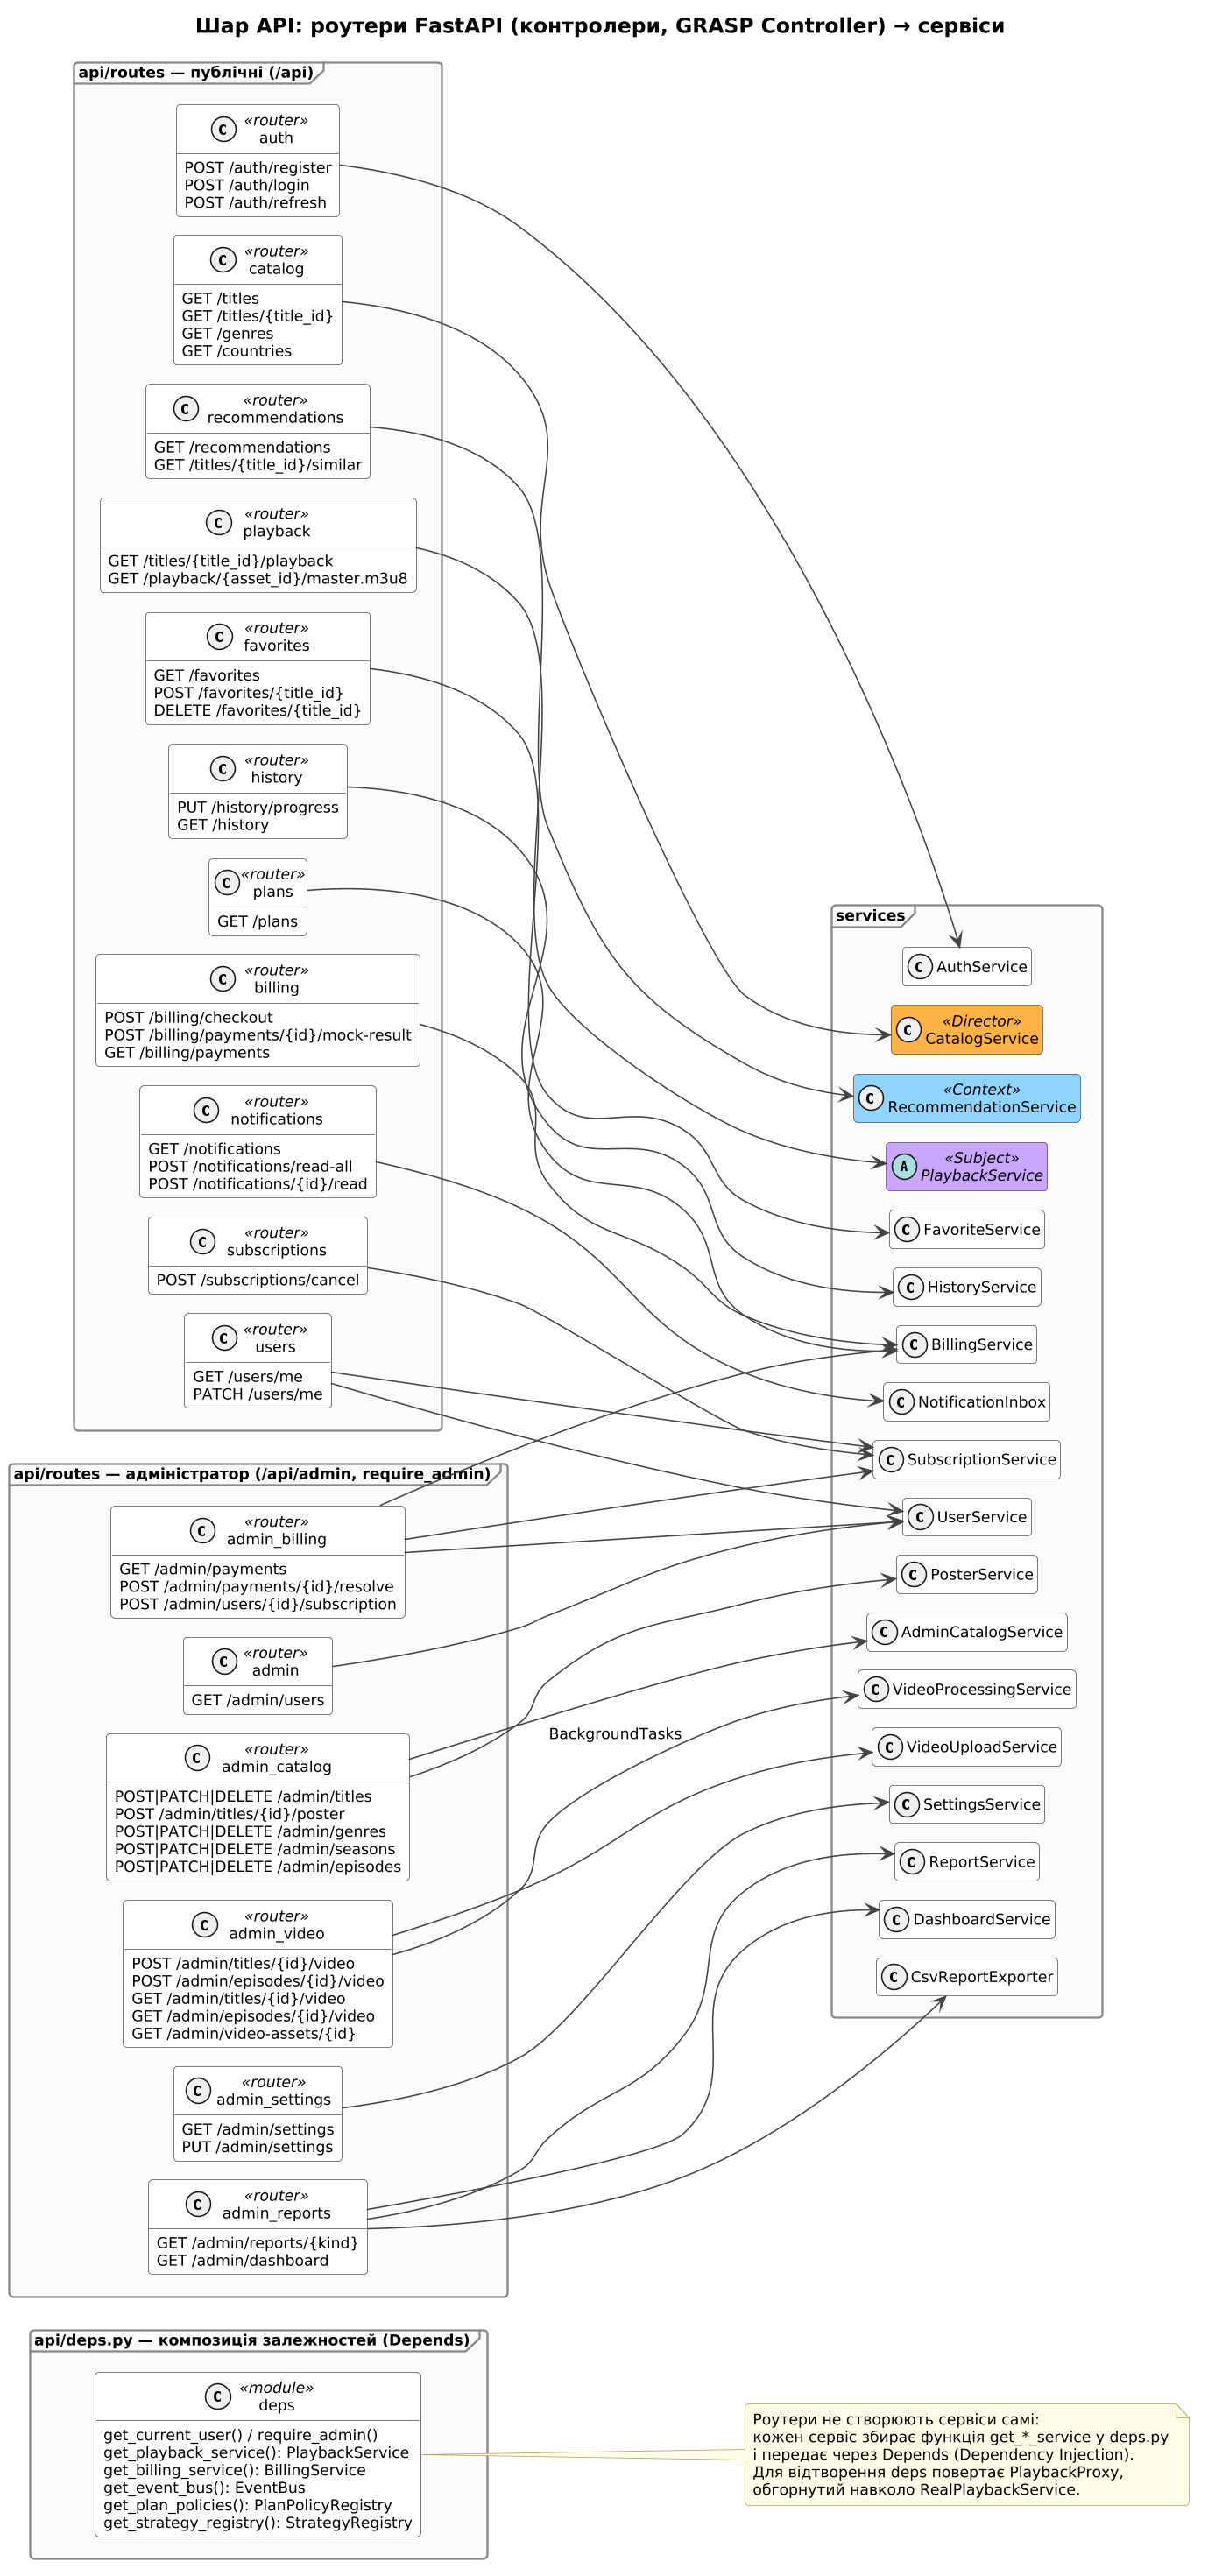 Шар API: роутери FastAPI (контролери, GRASP Controller) → сервіси
api/routes — публічні (/api)
C
«router»
auth
POST /auth/register
POST /auth/login
POST /auth/refresh
C
«router»
catalog
GET /titles
GET /titles/{title_id}
GET /genres
GET /countries
C
«router»
recommendations
GET /recommendations
GET /titles/{title_id}/similar
C
«router»
playback
GET /titles/{title_id}/playback
GET /playback/{asset_id}/master.m3u8
C
«router»
favorites
GET /favorites
POST /favorites/{title_id}
DELETE /favorites/{title_id}
C
«router»
history
PUT /history/progress
GET /history
C
«router»
plans
GET /plans
C
«router»
billing
POST /billing/checkout
POST /billing/payments/{id}/mock-result
GET /billing/payments
C
«router»
notifications
GET /notifications
POST /notifications/read-all
POST /notifications/{id}/read
C
«router»
subscriptions
POST /subscriptions/cancel
C
«router»
users
GET /users/me
PATCH /users/me
api/routes — адміністратор (/api/admin, require_admin)
C
«router»
admin_billing
GET /admin/payments
POST /admin/payments/{id}/resolve
POST /admin/users/{id}/subscription
C
«router»
admin
GET /admin/users
C
«router»
admin_catalog
POST|PATCH|DELETE /admin/titles
POST /admin/titles/{id}/poster
POST|PATCH|DELETE /admin/genres
POST|PATCH|DELETE /admin/seasons
POST|PATCH|DELETE /admin/episodes
C
«router»
admin_video
POST /admin/titles/{id}/video
POST /admin/episodes/{id}/video
GET /admin/titles/{id}/video
GET /admin/episodes/{id}/video
GET /admin/video-assets/{id}
C
«router»
admin_settings
GET /admin/settings
PUT /admin/settings
C
«router»
admin_reports
GET /admin/reports/{kind}
GET /admin/dashboard
BackgroundTasks
services
C
AuthService
C
«Director»
CatalogService
C
«Context»
RecommendationService
A
«Subject»
PlaybackService
C
FavoriteService
C
HistoryService
C
BillingService
C
NotificationInbox
C
SubscriptionService
C
UserService
C
PosterService
C
AdminCatalogService
C
VideoProcessingService
C
VideoUploadService
C
SettingsService
C
ReportService
C
DashboardService
C
CsvReportExporter
api/deps.py — композиція залежностей (Depends)
C
«module»
deps
get_current_user() / require_admin()
get_playback_service(): PlaybackService
get_billing_service(): BillingService
get_event_bus(): EventBus
get_plan_policies(): PlanPolicyRegistry
get_strategy_registry(): StrategyRegistry
Роутери не створюють сервіси самі:
кожен сервіс збирає функція get_*_service у deps.py
і передає через Depends (Dependency Injection).
Для відтворення deps повертає PlaybackProxy,
обгорнутий навколо RealPlaybackService.